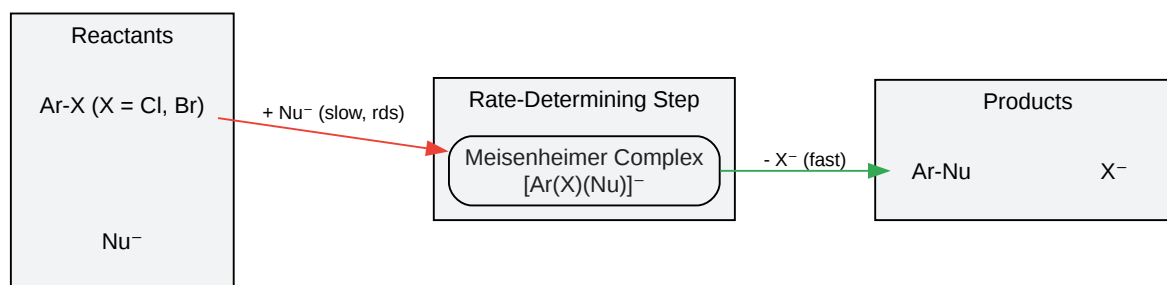 Reactants
Ar-X (X = Cl, Br)
Nu⁻
+ Nu⁻ (slow, rds)
Rate-Determining Step
Meisenheimer Complex
[Ar(X)(Nu)]⁻
- X⁻ (fast)
Products
Ar-Nu
X⁻